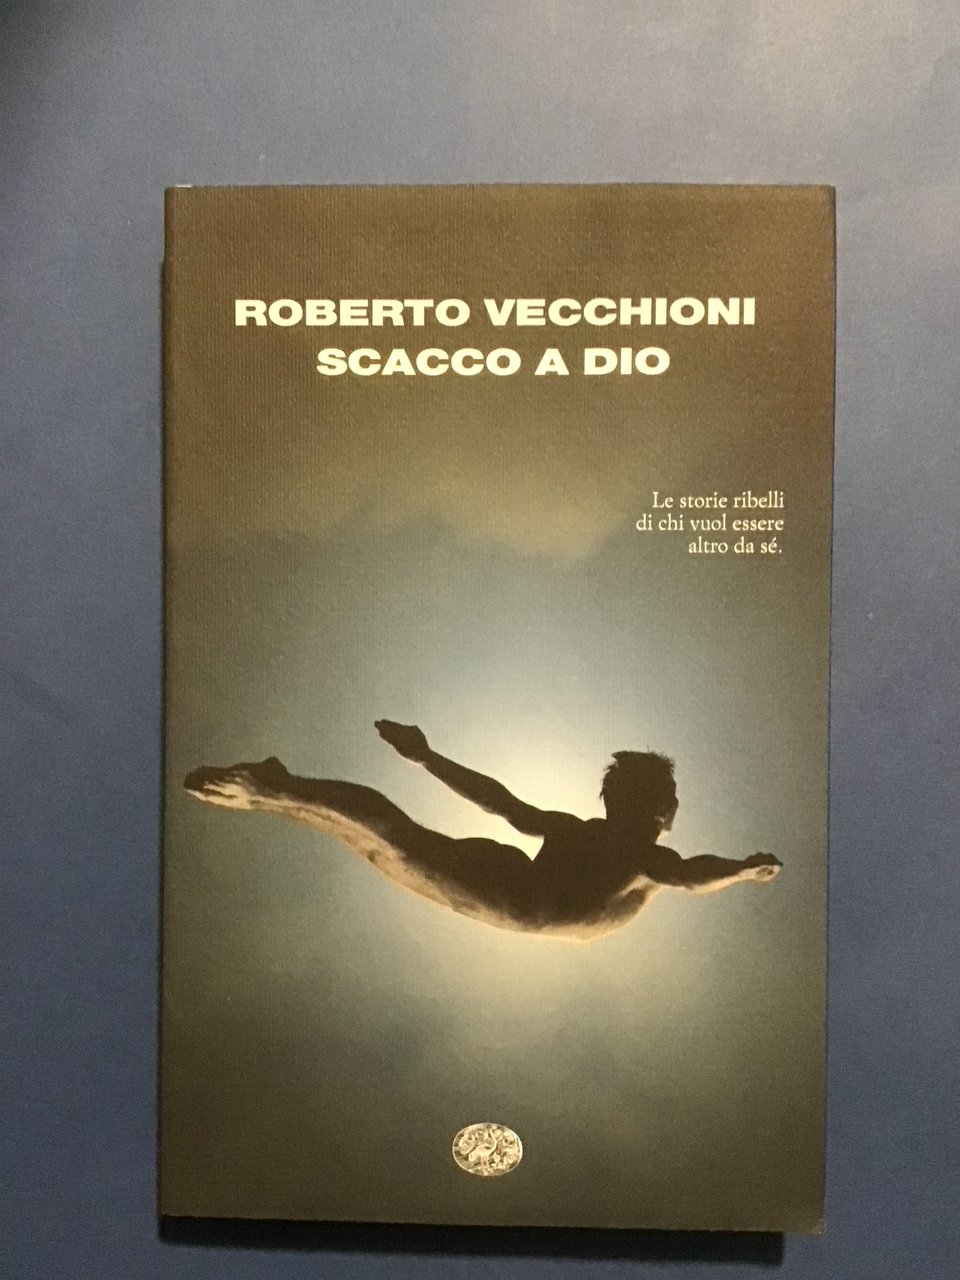 ROBERTO VECCHIONI
SCACCO A DIO
Le storie ribelli
di chi vuol essere
altro da sé.